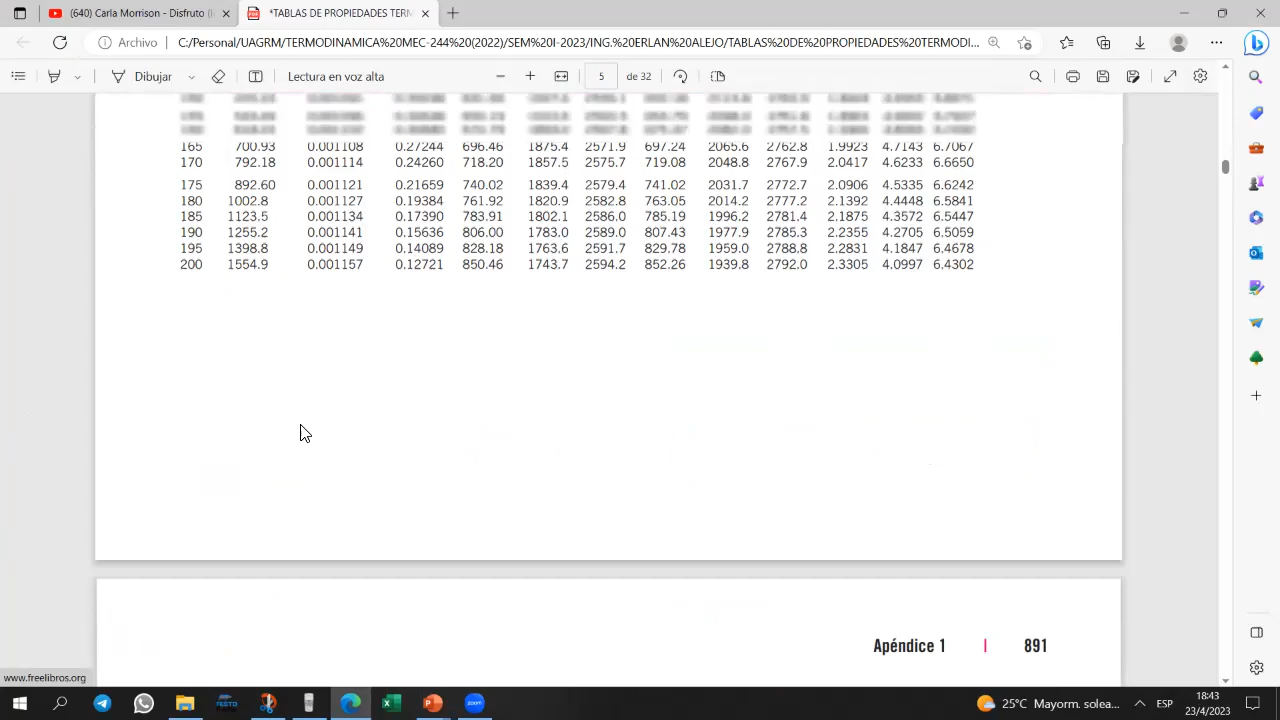 (640) Carla Morrison - Disfruto (
*TABLAS DE PROPIEDADES TERM
Archivo C:/Personal/UAGRM/TERMODINAMICA%20MEC-244%20(2022)/SEM%20I-2023/ING.%20ERLAN%20ALEJO/TABLAS%20DE%20PROPIEDADES%20TERMODI...
Dibujar Lectura en voz alta 5 de 32
165 700.93 0.001108 0.27244 696.46 1875.4 2571.9 697.24 2065.6 2762.8 1.9923 4.7143 6.7067
170 792.18 0.001114 0.24260 718.20 1857.5 2575.7 719.08 2048.8 2767.9 2.0417 4.6233 6.6650
175 892.60 0.001121 0.21659 740.02 1839.4 2579.4 741.02 2031.7 2772.7 2.0906 4.5335 6.6242
180 1002.8 0.001127 0.19384 761.92 1820.9 2582.8 763.05 2014.2 2777.2 2.1392 4.4448 6.5841
185 1123.5 0.001134 0.17390 783.91 1802.1 2586.0 785.19 1996.2 2781.4 2.1875 4.3572 6.5447
190 1255.2 0.001141 0.15636 806.00 1783.0 2589.0 807.43 1977.9 2785.3 2.2355 4.2705 6.5059
195 1398.8 0.001149 0.14089 828.18 1763.6 2591.7 829.78 1959.0 2788.8 2.2831 4.1847 6.4678
200 1554.9 0.001157 0.12721 850.46 1743.7 2594.2 852.26 1939.8 2792.0 2.3305 4.0997 6.4302
Apéndice 1 | 891
www.freelibros.org
FESTO
zoom
25°C Mayorm. solea...
ESP
18:43
23/4/2023